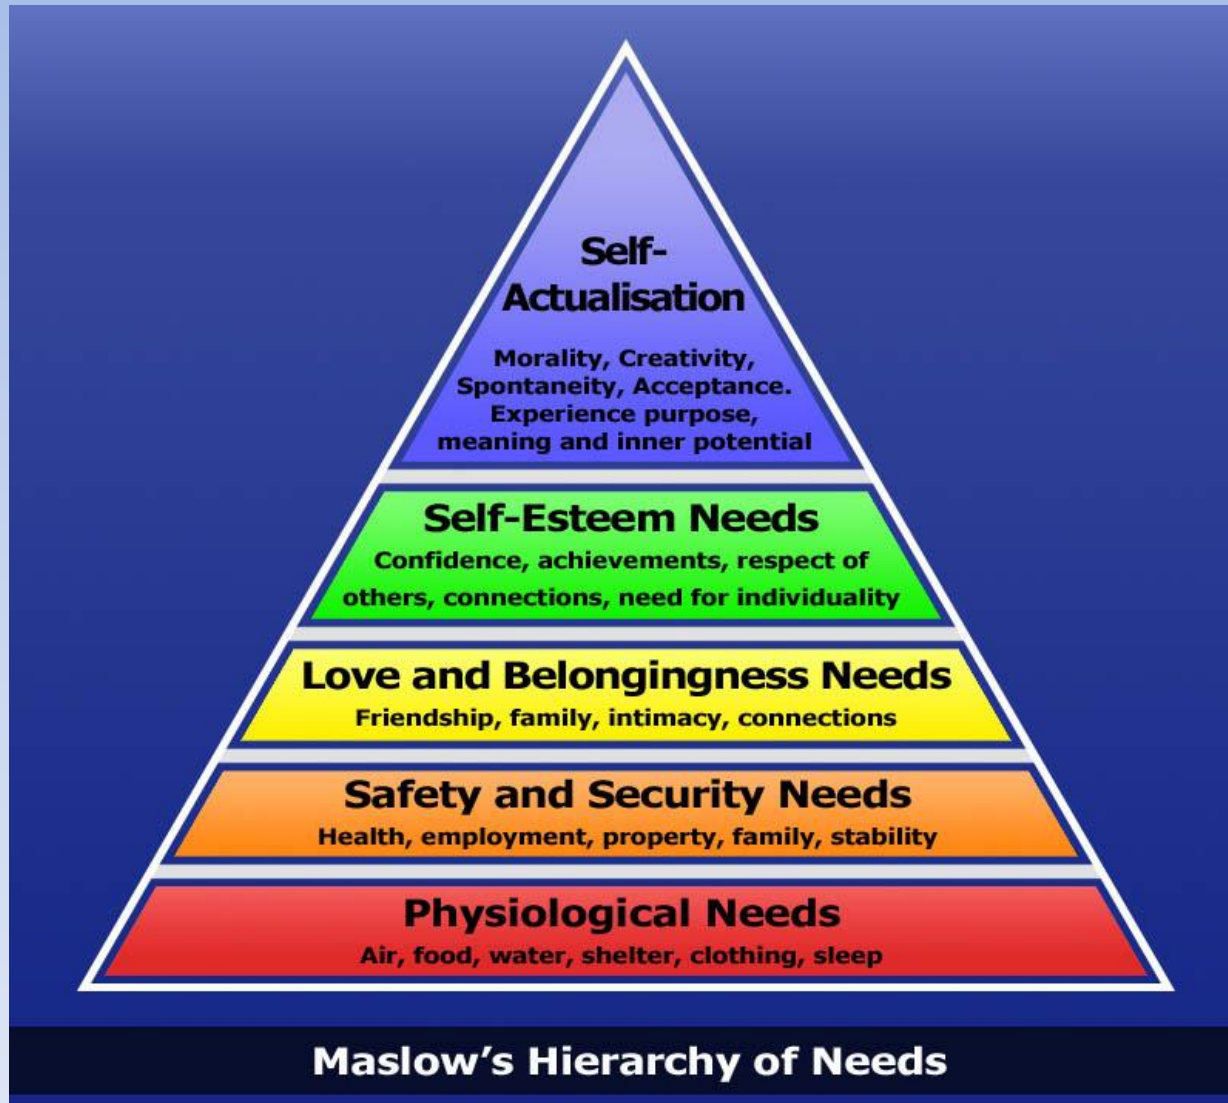 Self-
Actualisation
Morality, Creativity,
Spontaneity, Acceptance.
Experience purpose,
meaning and inner potential
Self-Esteem Needs
Confidence, achievements, respect of
others, connections, need for individuality
Love and Belongingness Needs
Friendship, family, intimacy, connections
Safety and Security Needs
Health, employment, property, family, stability
Physiological Needs
Air, food, water, shelter, clothing, sleep
Maslow's Hierarchy of Needs